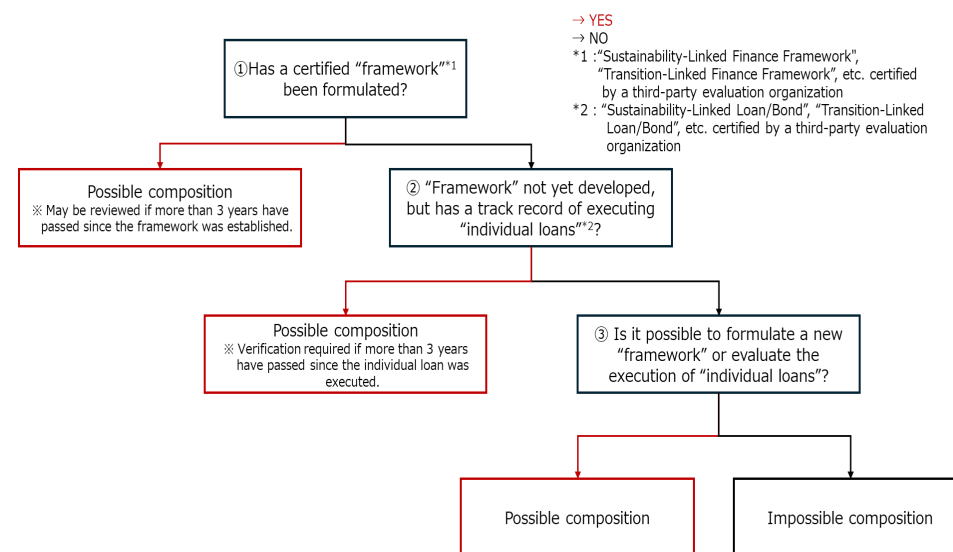 → YES
→ NO
*1 :“Sustainability-Linked Finance Framework",
“Transition-Linked Finance Framework”, etc. certified
by a third-party evaluation organization
*2 : “Sustainability-Linked Loan/Bond”, “Transition-Linked
Loan/Bond”, etc. certified by a third-party evaluation
organization
①Has a certified “framework”*1
been formulated?
Possible composition
※ May be reviewed if more than 3 years have
passed since the framework was established.
② “Framework” not yet developed,
but has a track record of executing
“individual loans”*2?
Possible composition
※ Verification required if more than 3 years
have passed since the individual loan was
executed.
③ Is it possible to formulate a new
“framework” or evaluate the
execution of “individual loans”?
Possible composition
Impossible composition